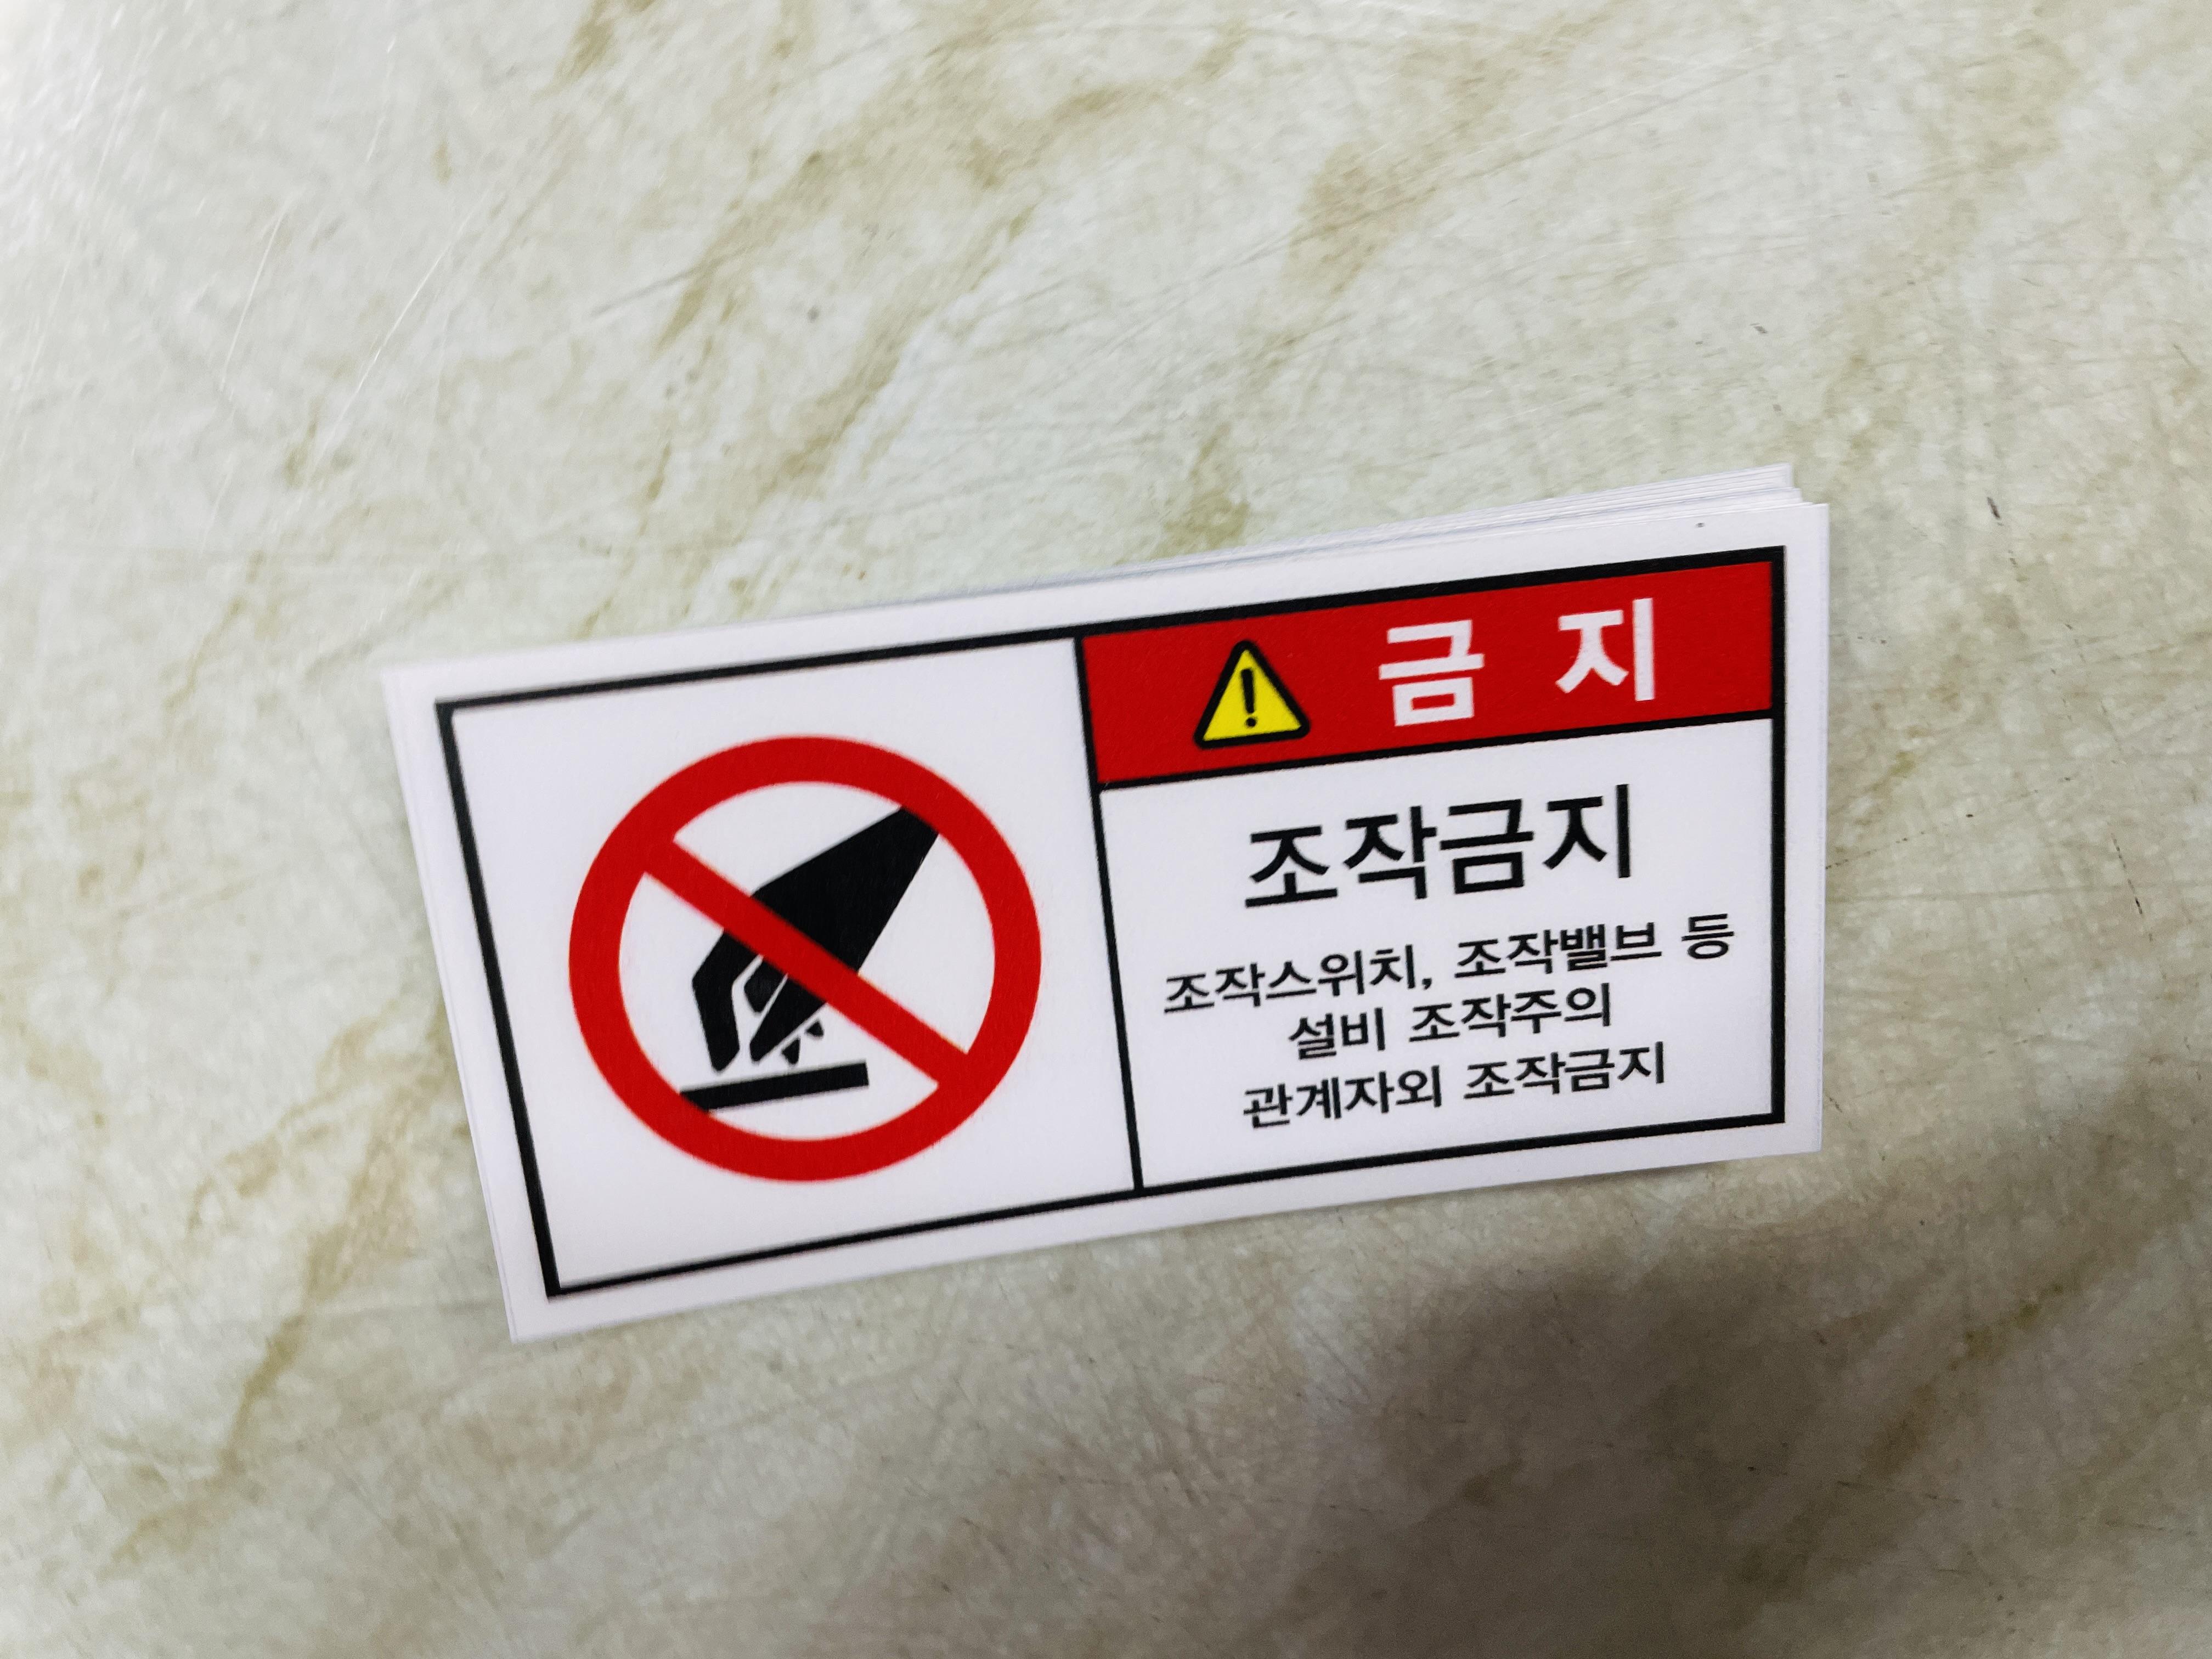 금 지
조작금지
조작스위치, 조작밸브 등
설비 조작주의
관계자외 조작금지